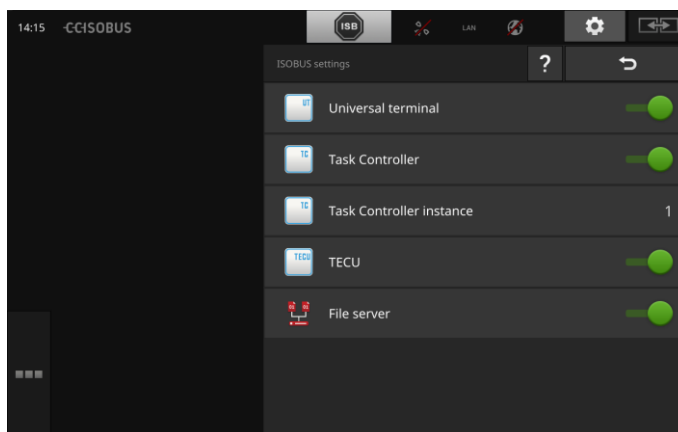 14:15
CCISOBUS
ISB
LAN
ISOBUS settings
?
UT
Universal terminal
TC
Task Controller
TC
Task Controller instance
1
TECU
TECU
File server